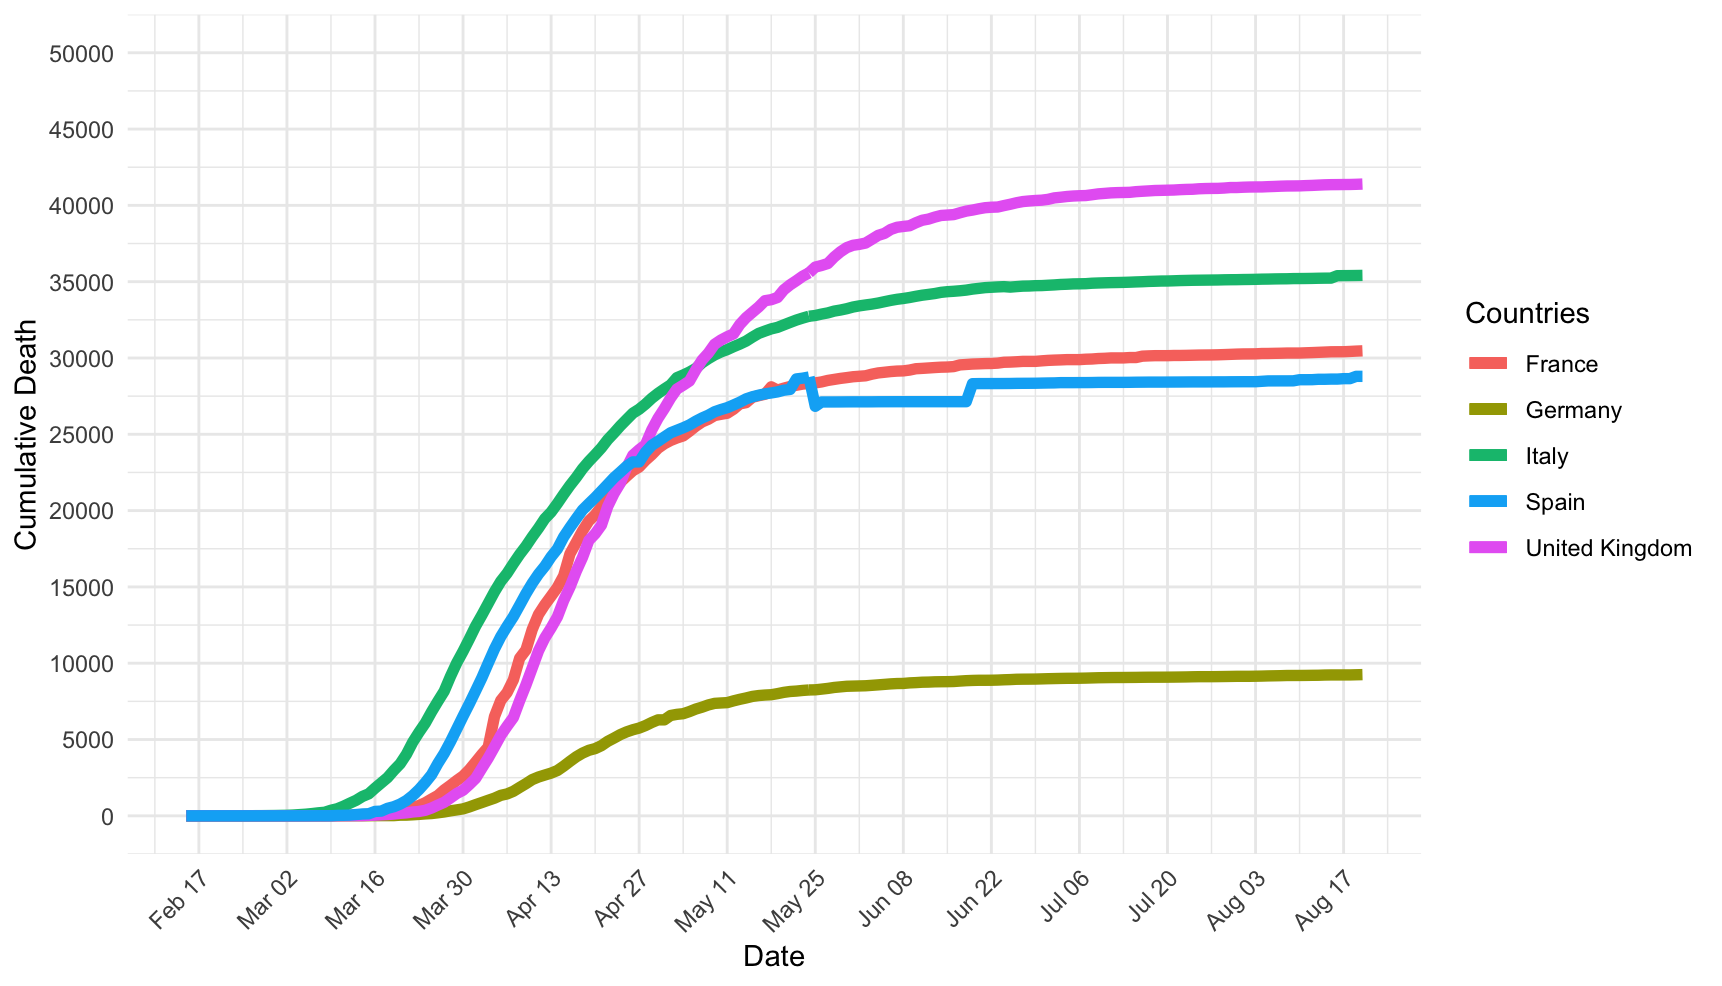 50000
45000
40000
35000
30000
25000
20000
15000
10000
5000
0
Cumulative Death
Feb 17
Mar 02
Mar 16
Mar 30
Apr 13
Apr 27
May 11
May 25
Jun 08
Jun 22
Jul 06
Jul 20
Aug 03
Aug 17
Date
Countries
France
Germany
Italy
Spain
United Kingdom